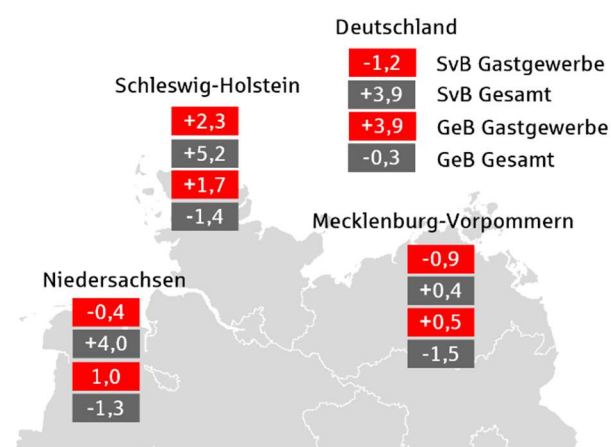 Deutschland
-1,2 SvB Gastgewerbe
+3,9 SvB Gesamt
+3,9 GeB Gastgewerbe
-0,3 GeB Gesamt
Schleswig-Holstein
+2,3
+5,2
+1,7
-1,4
Mecklenburg-Vorpommern
-0,9
+0,4
+0,5
-1,5
Niedersachsen
-0,4
+4,0
1,0
-1,3